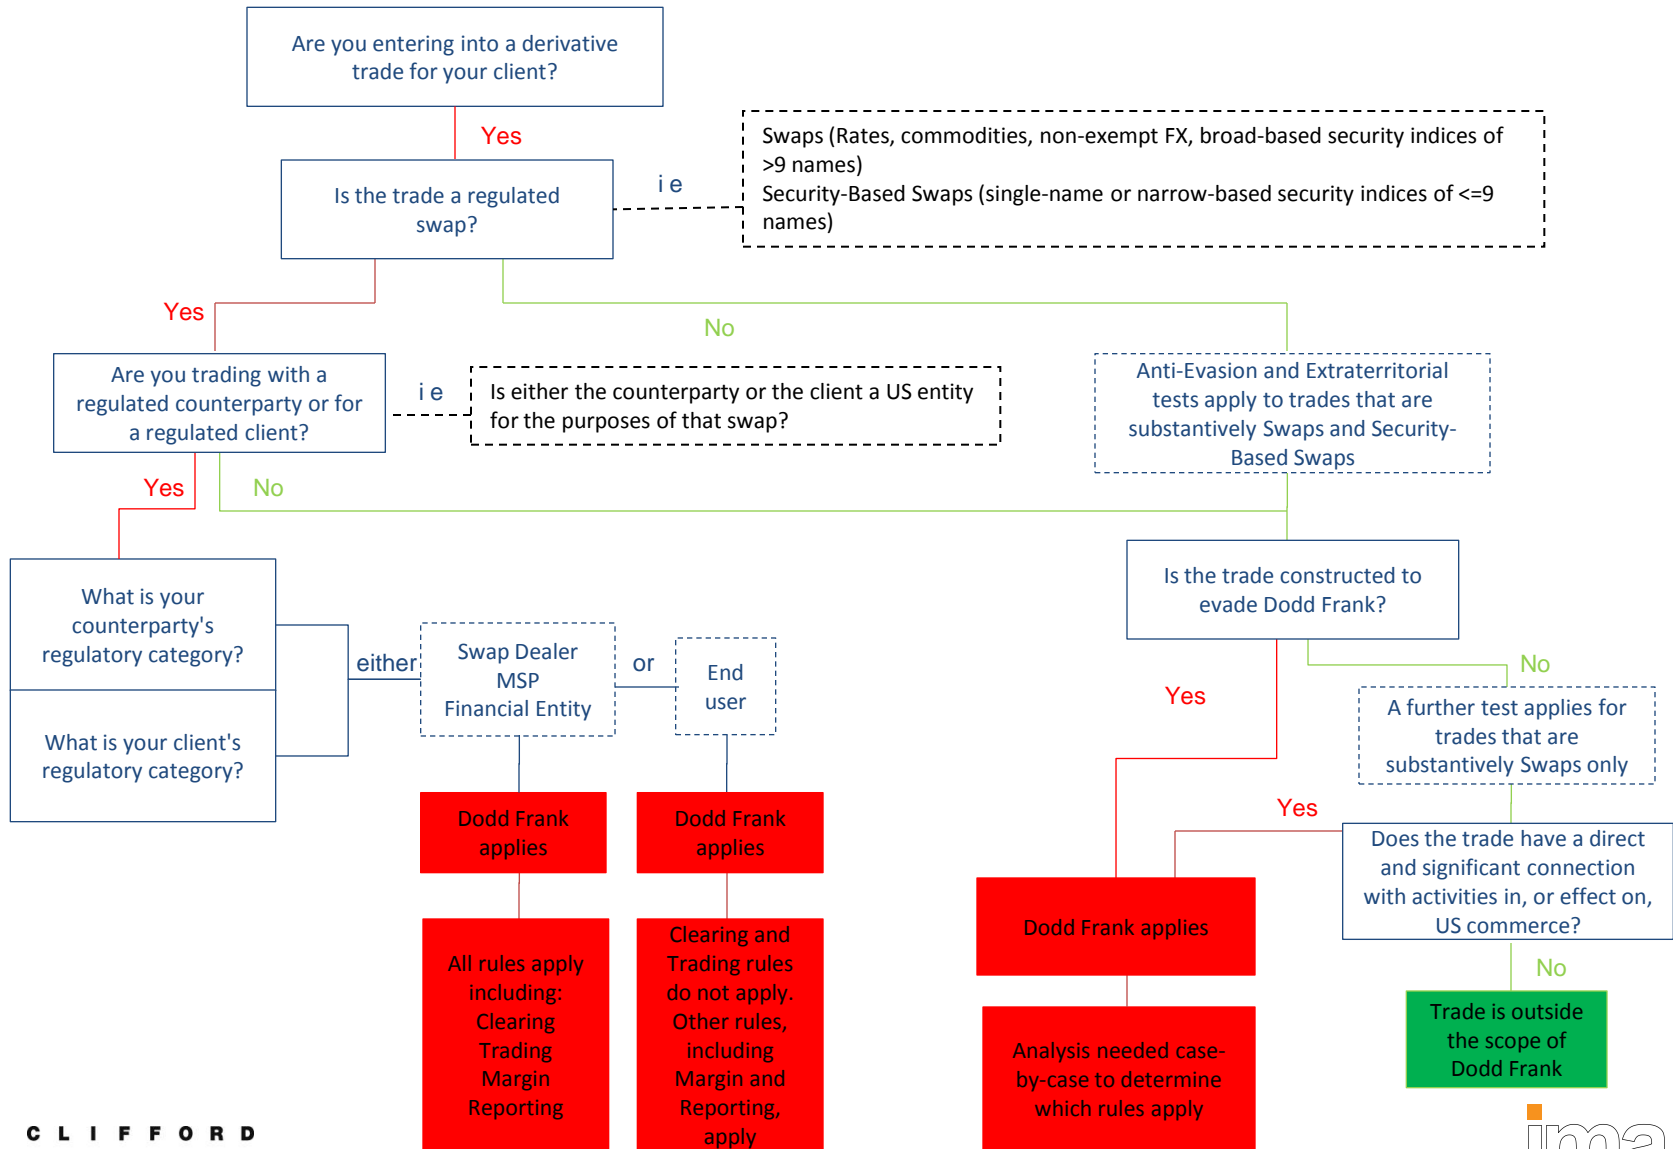 Are you entering into a derivative
trade for your client?
Yes
Is the trade a regulated
swap?
i e
Swaps (Rates, commodities, non-exempt FX, broad-based security indices of
>9 names)
Security-Based Swaps (single-name or narrow-based security indices of <=9
names)
Yes
No
Are you trading with a
regulated counterparty or for
a regulated client?
i e
Is either the counterparty or the client a US entity
for the purposes of that swap?
Anti-Evasion and Extraterritorial
tests apply to trades that are
substantively Swaps and Security-
Based Swaps
Yes
No
What is your
counterparty's
regulatory category?
What is your client's
regulatory category?
either
Swap Dealer
MSP
Financial Entity
or
End
user
Is the trade constructed to
evade Dodd Frank?
Yes
No
A further test applies for
trades that are
substantively Swaps only
Yes
Does the trade have a direct
and significant connection
with activities in, or effect on,
US commerce?
Dodd Frank
applies
Dodd Frank
applies
Dodd Frank applies
No
All rules apply
including:
Clearing
Trading
Margin
Reporting
Clearing and
Trading rules
do not apply.
Other rules,
including
Margin and
Reporting,
apply
Analysis needed case-
by-case to determine
which rules apply
Trade is outside
the scope of
Dodd Frank
CLIFFORD
ima